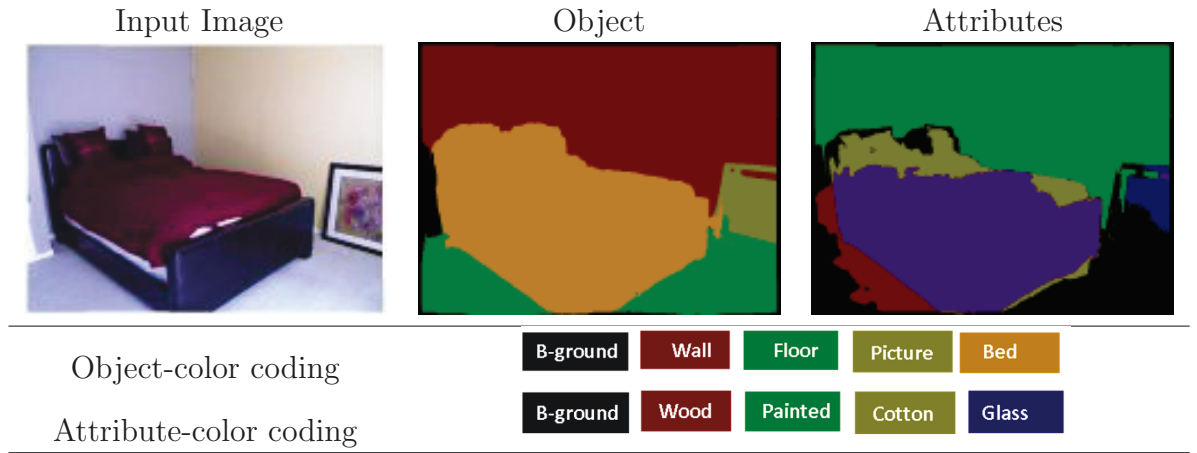 Input Image Object Attributes
Object-color coding B-ground Wall Floor Picture Bed
Attribute-color coding B-ground Wood Painted Cotton Glass